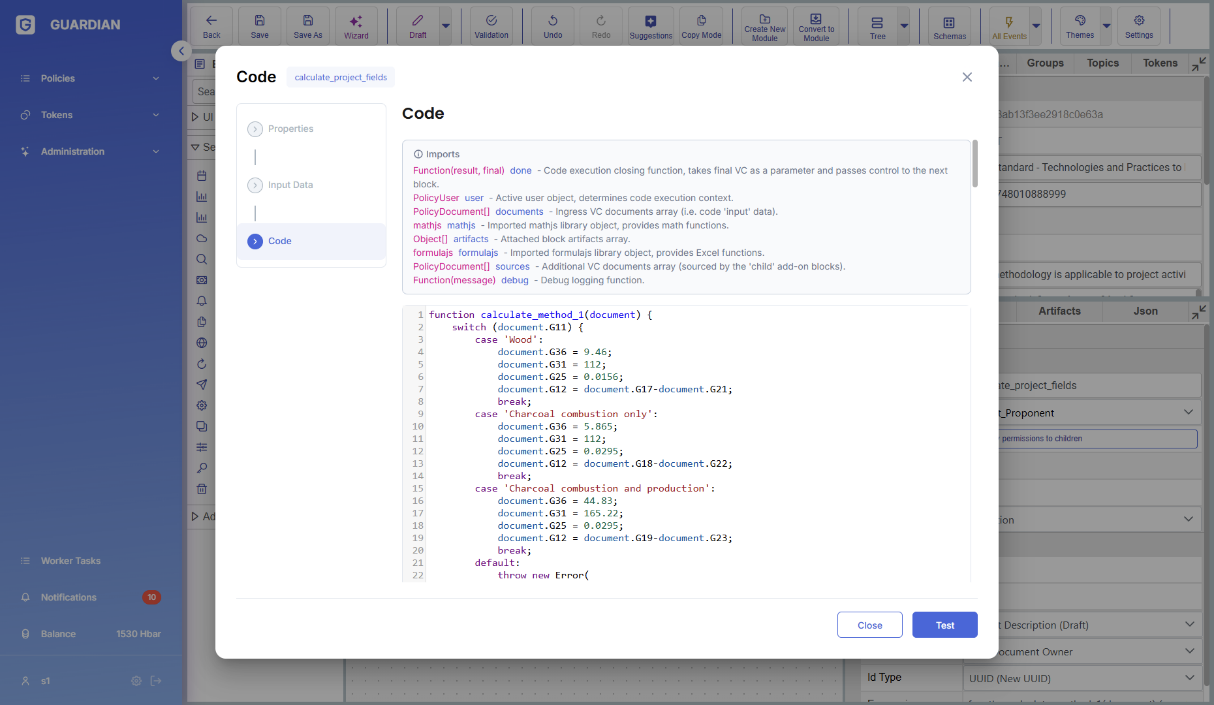 GUARDIAN
Policies
Tokens
Administration
Worker Tasks
Notifications 10
Balance 1530 Hbar
s1
Back
Save
Save As
Wizard
Draft
Validation
Undo
Redo
Suggestions
Copy Mode
Create New Module
Convert to Module
Tree
Schemas
All Events
Themes
Settings
Groups Topics Tokens
3ab13f3ee2918c0e63a
tandard - Technologies and Practices to
748010888999
ethodology is applicable to project activi
Artifacts Json
ate_project_fields
t_Proponent
permissions to children
tion
t Description (Draft)
ocument Owner
Id Type UUID (New UUID)
Sea
UI
Se
Ad
Code calculate_project_fields
Properties
Input Data
Code
Code
Imports
Function(result, final) done - Code execution closing function, takes final VC as a parameter and passes control to the next
block.
PolicyUser user - Active user object, determines code execution context.
PolicyDocument[] documents - Ingress VC documents array (i.e. code 'input' data).
mathjs mathjs - Imported mathjs library object, provides math functions.
Object[] artifacts - Attached block artifacts array.
formulajs formulajs - Imported formulajs library object, provides Excel functions.
PolicyDocument[] sources - Additional VC documents array (sourced by the 'child' add-on blocks).
Function(message) debug - Debug logging function.
1 function calculate_method_1(document) {
2 switch (document.G11) {
3 case 'Wood':
4 document.G36 = 9.46;
5 document.G31 = 112;
6 document.G25 = 0.0156;
7 document.G12 = document.G17-document.G21;
8 break;
9 case 'Charcoal combustion only':
10 document.G36 = 5.865;
11 document.G31 = 112;
12 document.G25 = 0.0295;
13 document.G12 = document.G18-document.G22;
14 break;
15 case 'Charcoal combustion and production':
16 document.G36 = 44.83;
17 document.G31 = 165.22;
18 document.G25 = 0.0295;
19 document.G12 = document.G19-document.G23;
20 break;
21 default:
22 throw new Error(
Close
Test